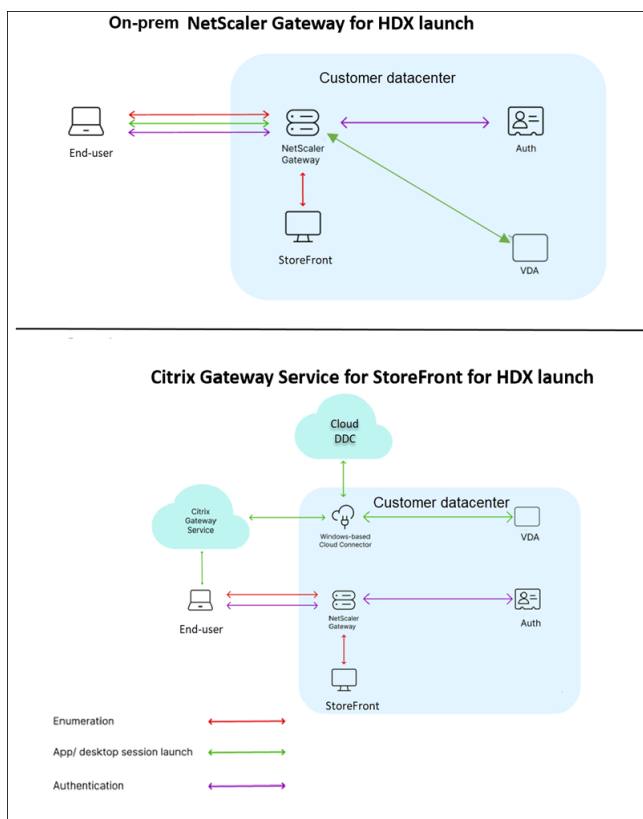 On-prem NetScaler Gateway for HDX launch
Customer datacenter
End-user
NetScaler
Gateway
Auth
StoreFront
VDA
Citrix Gateway Service for StoreFront for HDX launch
Cloud
DDC
Customer datacenter
Citrix
Gateway
Service
Windows-based
Cloud Connector
VDA
End-user
NetScaler
Gateway
Auth
StoreFront
Enumeration
App/ desktop session launch
Authentication